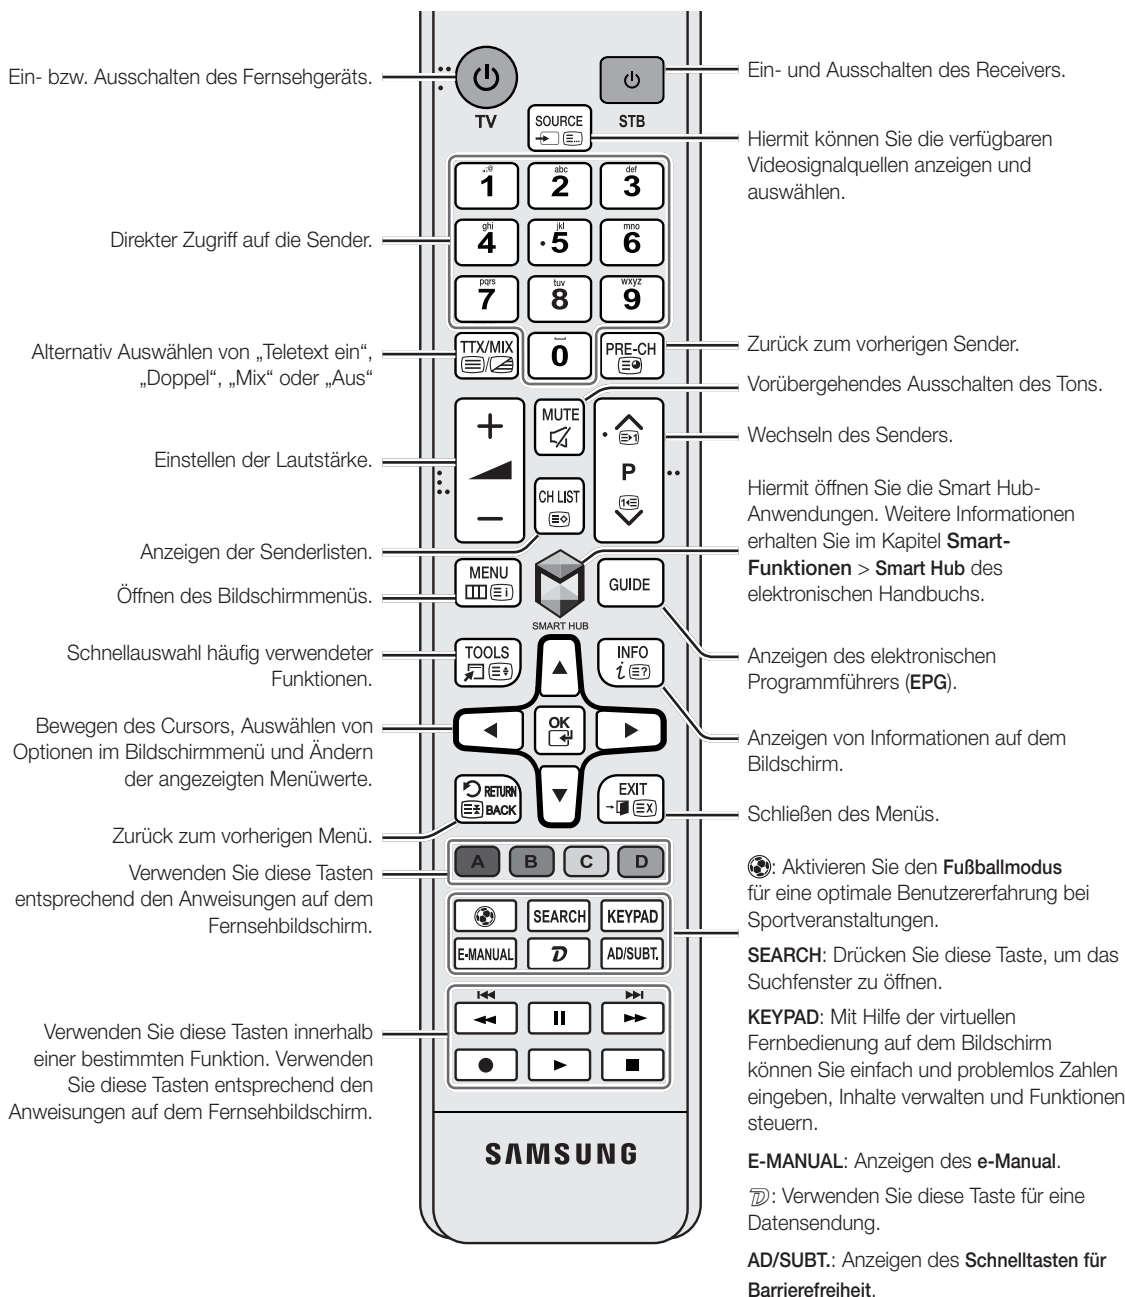 Ein- bzw. Ausschalten des Fernsehgeräts.
TV
SOURCE
STB
Ein- und Ausschalten des Receivers.
Hiermit können Sie die verfügbaren
Videosignalquellen anzeigen und
auswählen.
.:@
1
abc
2
def
3
ghi
4
jkl
5
mno
6
pqrs
7
tuv
8
wxyz
9
0
Direkter Zugriff auf die Sender.
Alternativ Auswählen von „Teletext ein“,
„Doppel“, „Mix“ oder „Aus“
TTX/MIX
PRE-CH
Zurück zum vorherigen Sender.
MUTE
Vorübergehendes Ausschalten des Tons.
Einstellen der Lautstärke.
+
−
P
Wechseln des Senders.
CH LIST
Anzeigen der Senderlisten.
Hiermit öffnen Sie die Smart Hub-
Anwendungen. Weitere Informationen
erhalten Sie im Kapitel Smart-
Funktionen > Smart Hub des
elektronischen Handbuchs.
MENU
Öffnen des Bildschirmmenüs.
SMART HUB
GUIDE
Anzeigen des elektronischen
Programmführers (EPG).
Schnellauswahl häufig verwendeter
Funktionen.
TOOLS
INFO
i
Anzeigen von Informationen auf dem
Bildschirm.
Bewegen des Cursors, Auswählen von
Optionen im Bildschirmmenü und Ändern
der angezeigten Menüwerte.
OK
RETURN
BACK
Zurück zum vorherigen Menü.
EXIT
Schließen des Menüs.
Verwenden Sie diese Tasten
entsprechend den Anweisungen auf dem
Fernsehbildschirm.
A B C D
SEARCH KEYPAD
E-MANUAL D AD/SUBT.
: Aktivieren Sie den Fußballmodus
für eine optimale Benutzererfahrung bei
Sportveranstaltungen.
SEARCH: Drücken Sie diese Taste, um das
Suchfenster zu öffnen.
KEYPAD: Mit Hilfe der virtuellen
Fernbedienung auf dem Bildschirm
können Sie einfach und problemlos Zahlen
eingeben, Inhalte verwalten und Funktionen
steuern.
E-MANUAL: Anzeigen des e-Manual.
D: Verwenden Sie diese Taste für eine
Datensendung.
AD/SUBT.: Anzeigen des Schnelltasten für
Barrierefreiheit.
Verwenden Sie diese Tasten innerhalb
einer bestimmten Funktion. Verwenden
Sie diese Tasten entsprechend den
Anweisungen auf dem Fernsehbildschirm.
SAMSUNG